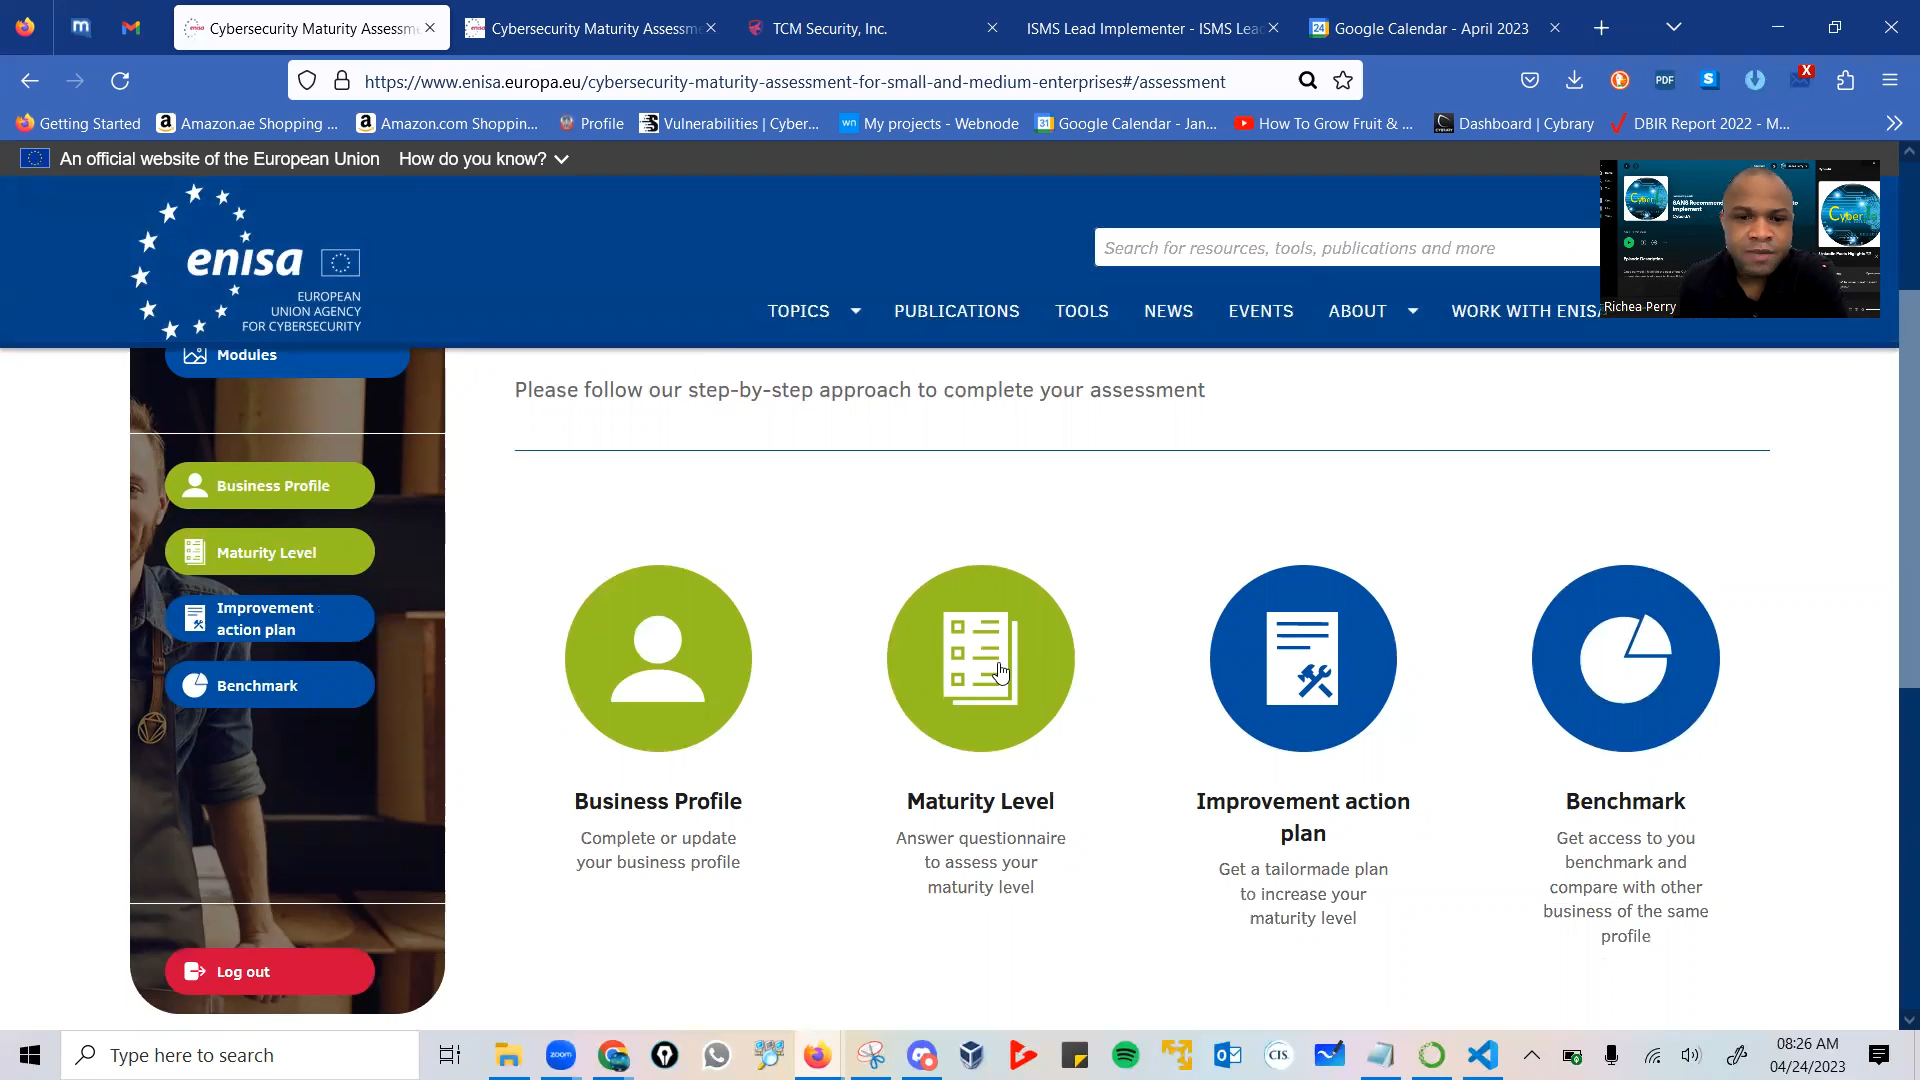 Cybersecurity Maturity Assessm
Cybersecurity Maturity Assessme
TCM Security, Inc.
ISMS Lead Implementer - ISMS Lea
Google Calendar - April 2023
https://www.enisa.europa.eu/cybersecurity-maturity-assessment-for-small-and-medium-enterprises#/assessment
Getting Started
Amazon.ae Shopping ...
Amazon.com Shoppin...
Profile
Vulnerabilities | Cyber...
My projects - Webnode
Google Calendar - Jan...
How To Grow Fruit & ...
Dashboard | Cybrary
DBIR Report 2022 - M...
An official website of the European Union
How do you know?
enisa
EUROPEAN
UNION AGENCY
FOR CYBERSECURITY
Search for resources, tools, publications and more
TOPICS
PUBLICATIONS
TOOLS
NEWS
EVENTS
ABOUT
WORK WITH ENISA
Episode Description
Richea Perry
Modules
Please follow our step-by-step approach to complete your assessment
Business Profile
Maturity Level
Improvement
action plan
Benchmark
Log out
Business Profile
Complete or update
your business profile
Maturity Level
Answer questionnaire
to assess your
maturity level
Improvement action
plan
Get a tailormade plan
to increase your
maturity level
Benchmark
Get access to you
benchmark and
compare with other
business of the same
profile
Type here to search
zoom
CIS.
08:26 AM
04/24/2023